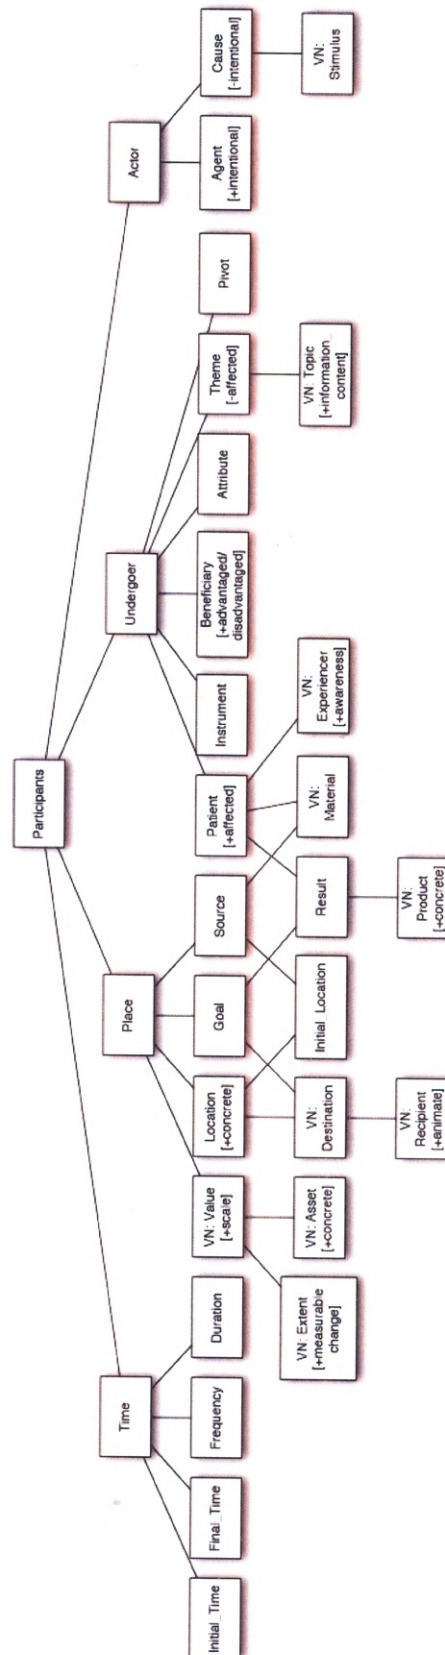 Participants
Time
Place
Undergoer
Actor
Initial_Time
Final_Time
Frequency
Duration
VN: Value
[+scale]
Location
[+concrete]
Goal
Source
Patient
[+affected]
Instrument
Beneficiary
[+advantaged/
disadvantaged]
Attribute
Theme
[-affected]
Pivot
Agent
[+intentional]
Cause
[-intentional]
VN: Extent
[+measurable
change]
VN: Asset
[+concrete]
VN:
Destination
Initial_Location
Result
VN:
Material
VN:
Experiencer
[+awareness]
VN: Topic
[+information_
content]
VN:
Stimulus
VN:
Recipient
[+animate]
VN:
Product
[+concrete]